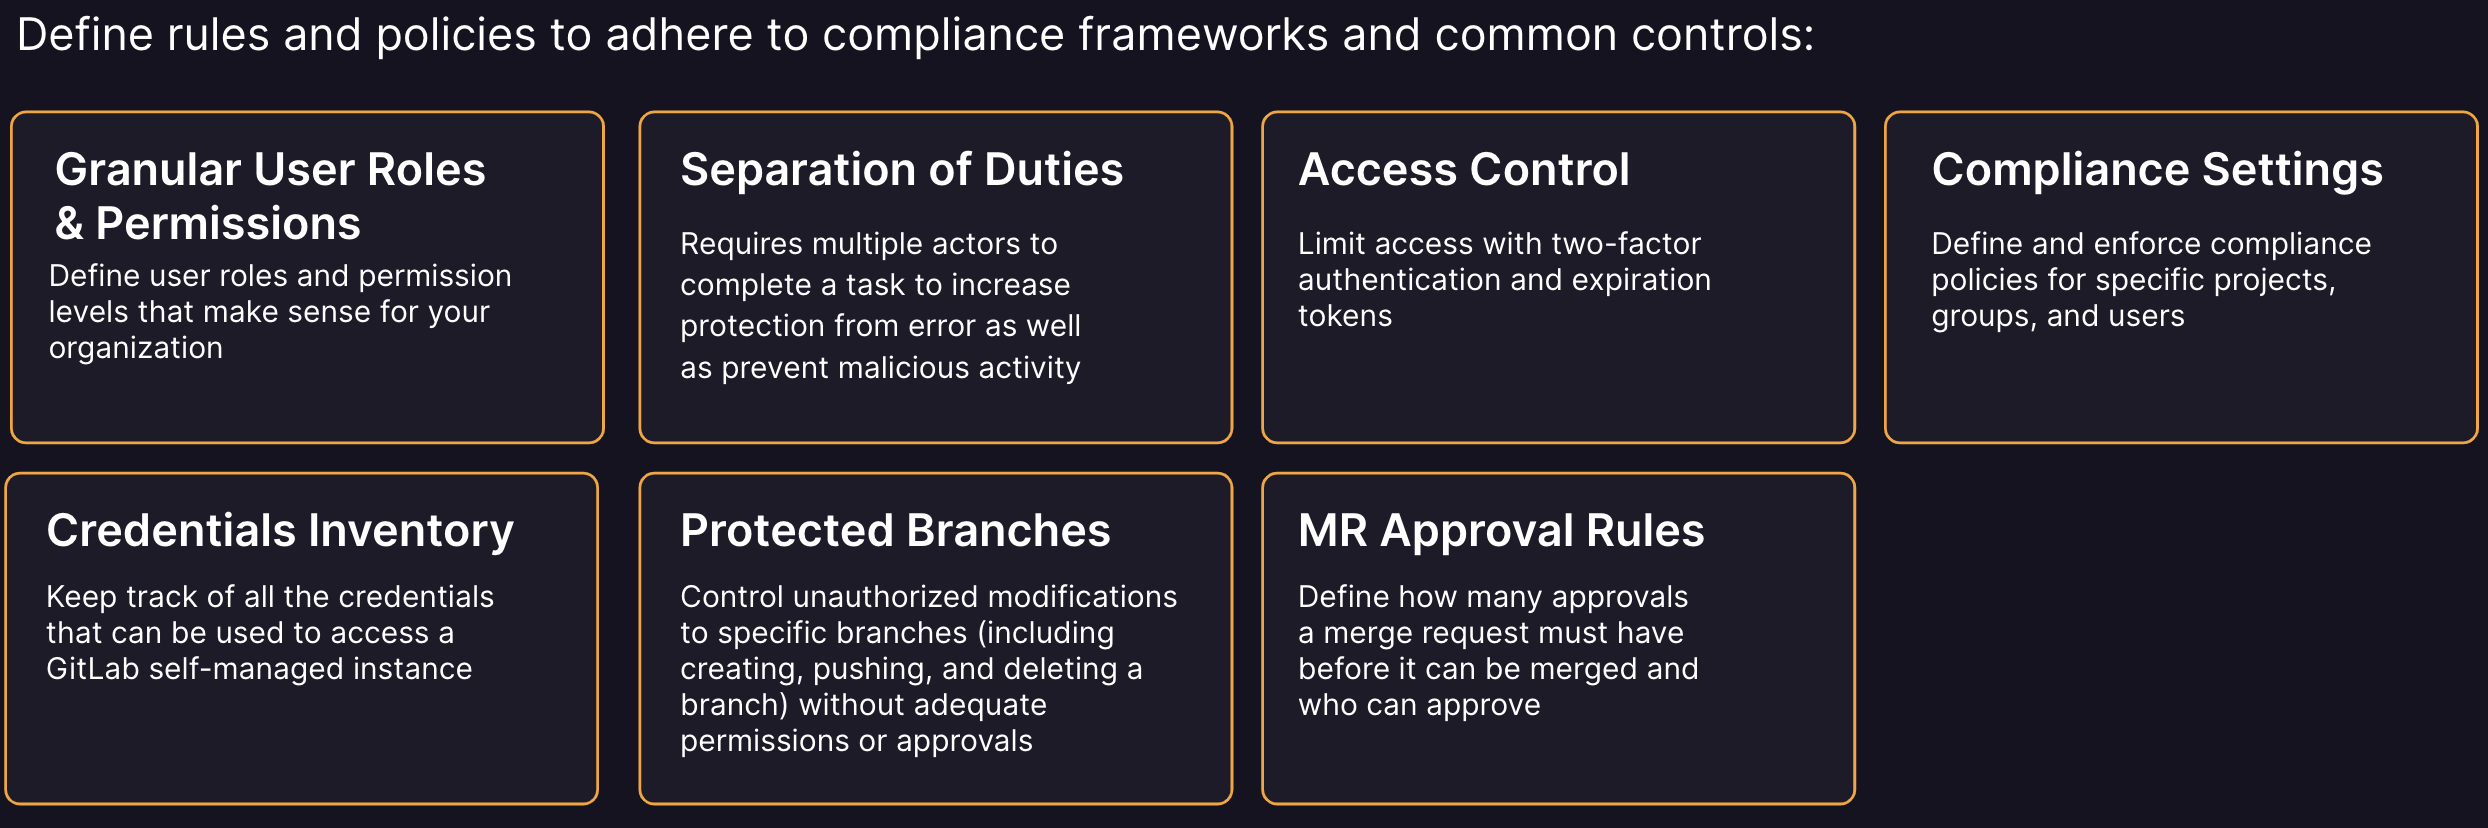 Define rules and policies to adhere to compliance frameworks and common controls:
Granular User Roles
& Permissions
Define user roles and permission
levels that make sense for your
organization
Separation of Duties
Requires multiple actors to
complete a task to increase
protection from error as well
as prevent malicious activity
Access Control
Limit access with two-factor
authentication and expiration
tokens
Compliance Settings
Define and enforce compliance
policies for specific projects,
groups, and users
Credentials Inventory
Keep track of all the credentials
that can be used to access a
GitLab self-managed instance
Protected Branches
Control unauthorized modifications
to specific branches (including
creating, pushing, and deleting a
branch) without adequate
permissions or approvals
MR Approval Rules
Define how many approvals
a merge request must have
before it can be merged and
who can approve